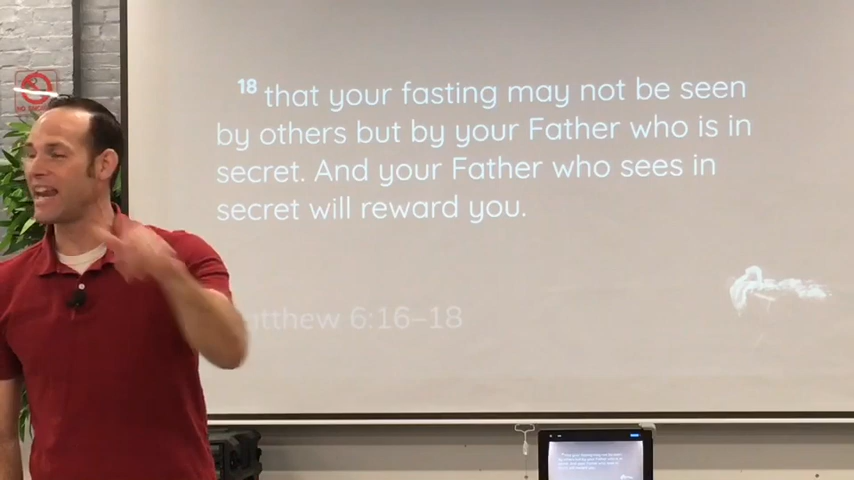 18 that your fasting may not be seen
by others but by your Father who is in
secret. And your Father who sees in
secret will reward you.
Matthew 6:16–18